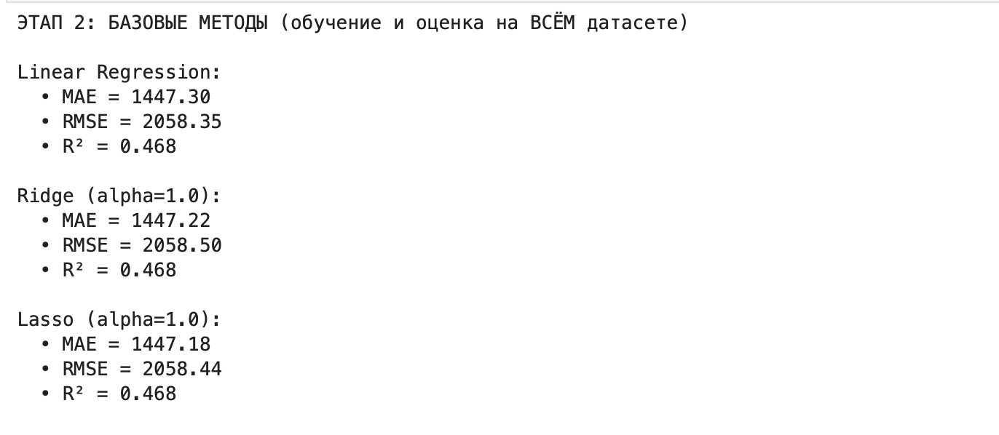 ЭТАП 2: БАЗОВЫЕ МЕТОДЫ (обучение и оценка на ВСЁМ датасете)
Linear Regression:
• MAE = 1447.30
• RMSE = 2058.35
• R² = 0.468
Ridge (alpha=1.0):
• MAE = 1447.22
• RMSE = 2058.50
• R² = 0.468
Lasso (alpha=1.0):
• MAE = 1447.18
• RMSE = 2058.44
• R² = 0.468